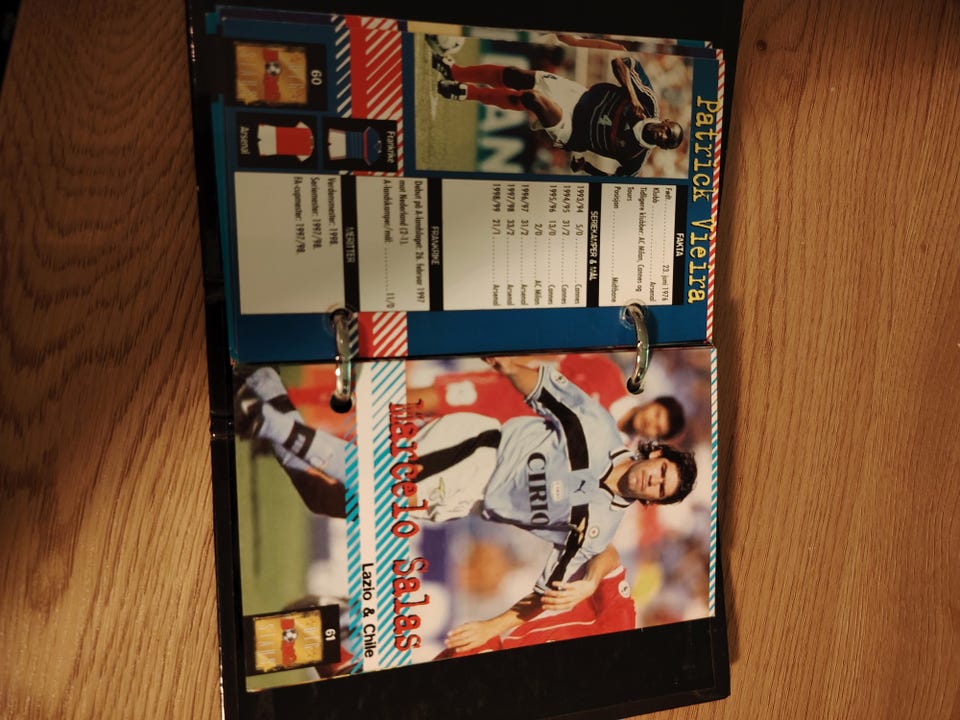 Patrick Vieira
FAKTA
Født: 23. juni 1976
Klubb: Arsenal
Tidligere klubber: AC Milan, Cannes og
Tours
Posisjon: Midtbane
SERIEKAMPER & MÅL
1993/94 5/0 Cannes
1994/95 31/2 Cannes
1995/96 13/0 Cannes
2/0 AC Milan
1996/97 31/2 Arsenal
1997/98 33/2 Arsenal
1998/99 21/1 Arsenal
FRANKRIKE
Debut på A-landslaget: 26. februar 1997
mot Nederland (2-1).
A-landskamper/mål: 11/0
MERITTER
Verdensmester: 1998.
Seriemester: 1997/98.
FA-cupmester: 1997/98.
Frankrike
Arsenal
60
CIRIO
Marcelo Salas
Lazio & Chile
61